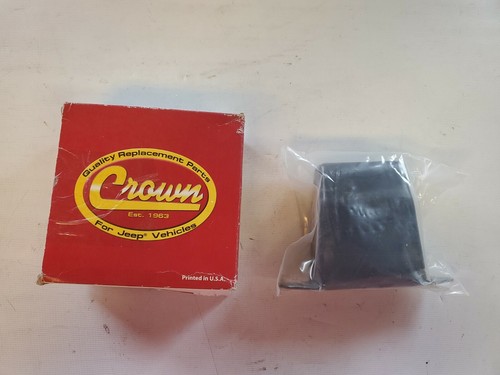 Quality Replacement Parts
Crown
Est. 1963
For Jeep® Vehicles
Printed in U.S.A.